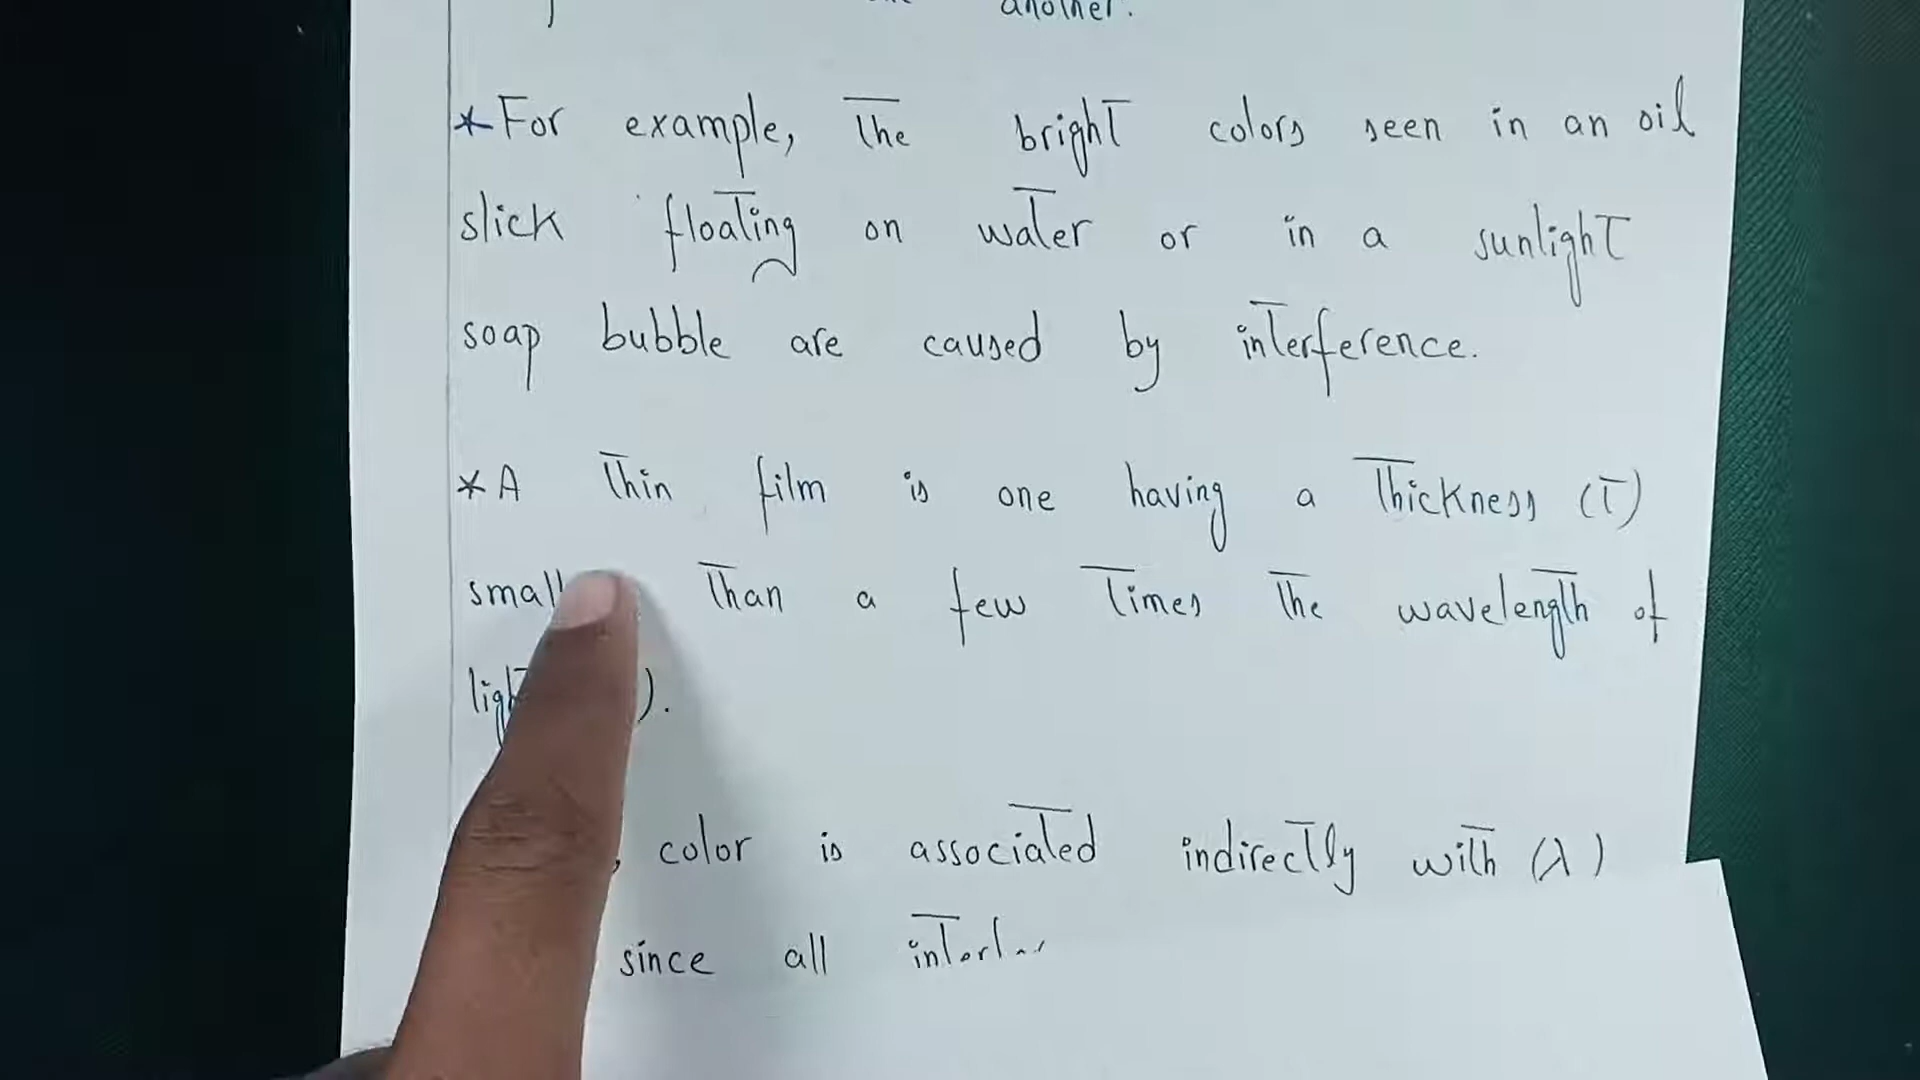 another.
*For example, The bright colors seen in an oil
slick floating on water or in a sunlight
soap bubble are caused by interference.
*A Thin film is one having a Thickness (T)
small Than a few Times The wavelength of
).
, color is associated indirectly with (λ)
since all